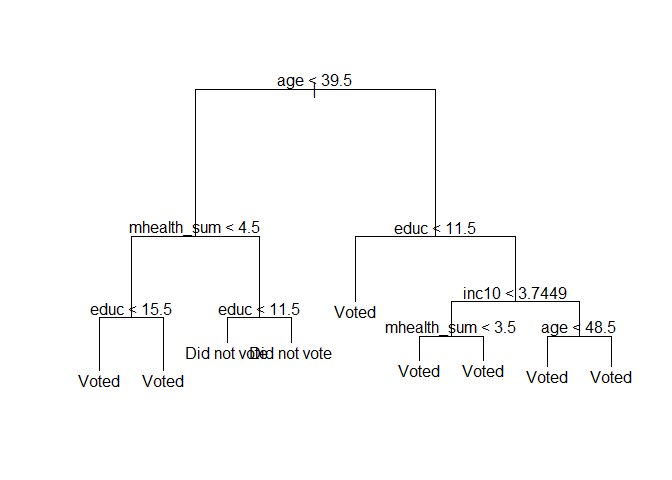 age < 39.5
mhealth_sum < 4.5
educ < 11.5
educ < 15.5
educ < 11.5
Voted
inc10 < 3.7449
mhealth_sum < 3.5
age < 48.5
Voted
Voted
Did not vote
Did not vote
Voted
Voted
Voted
Voted